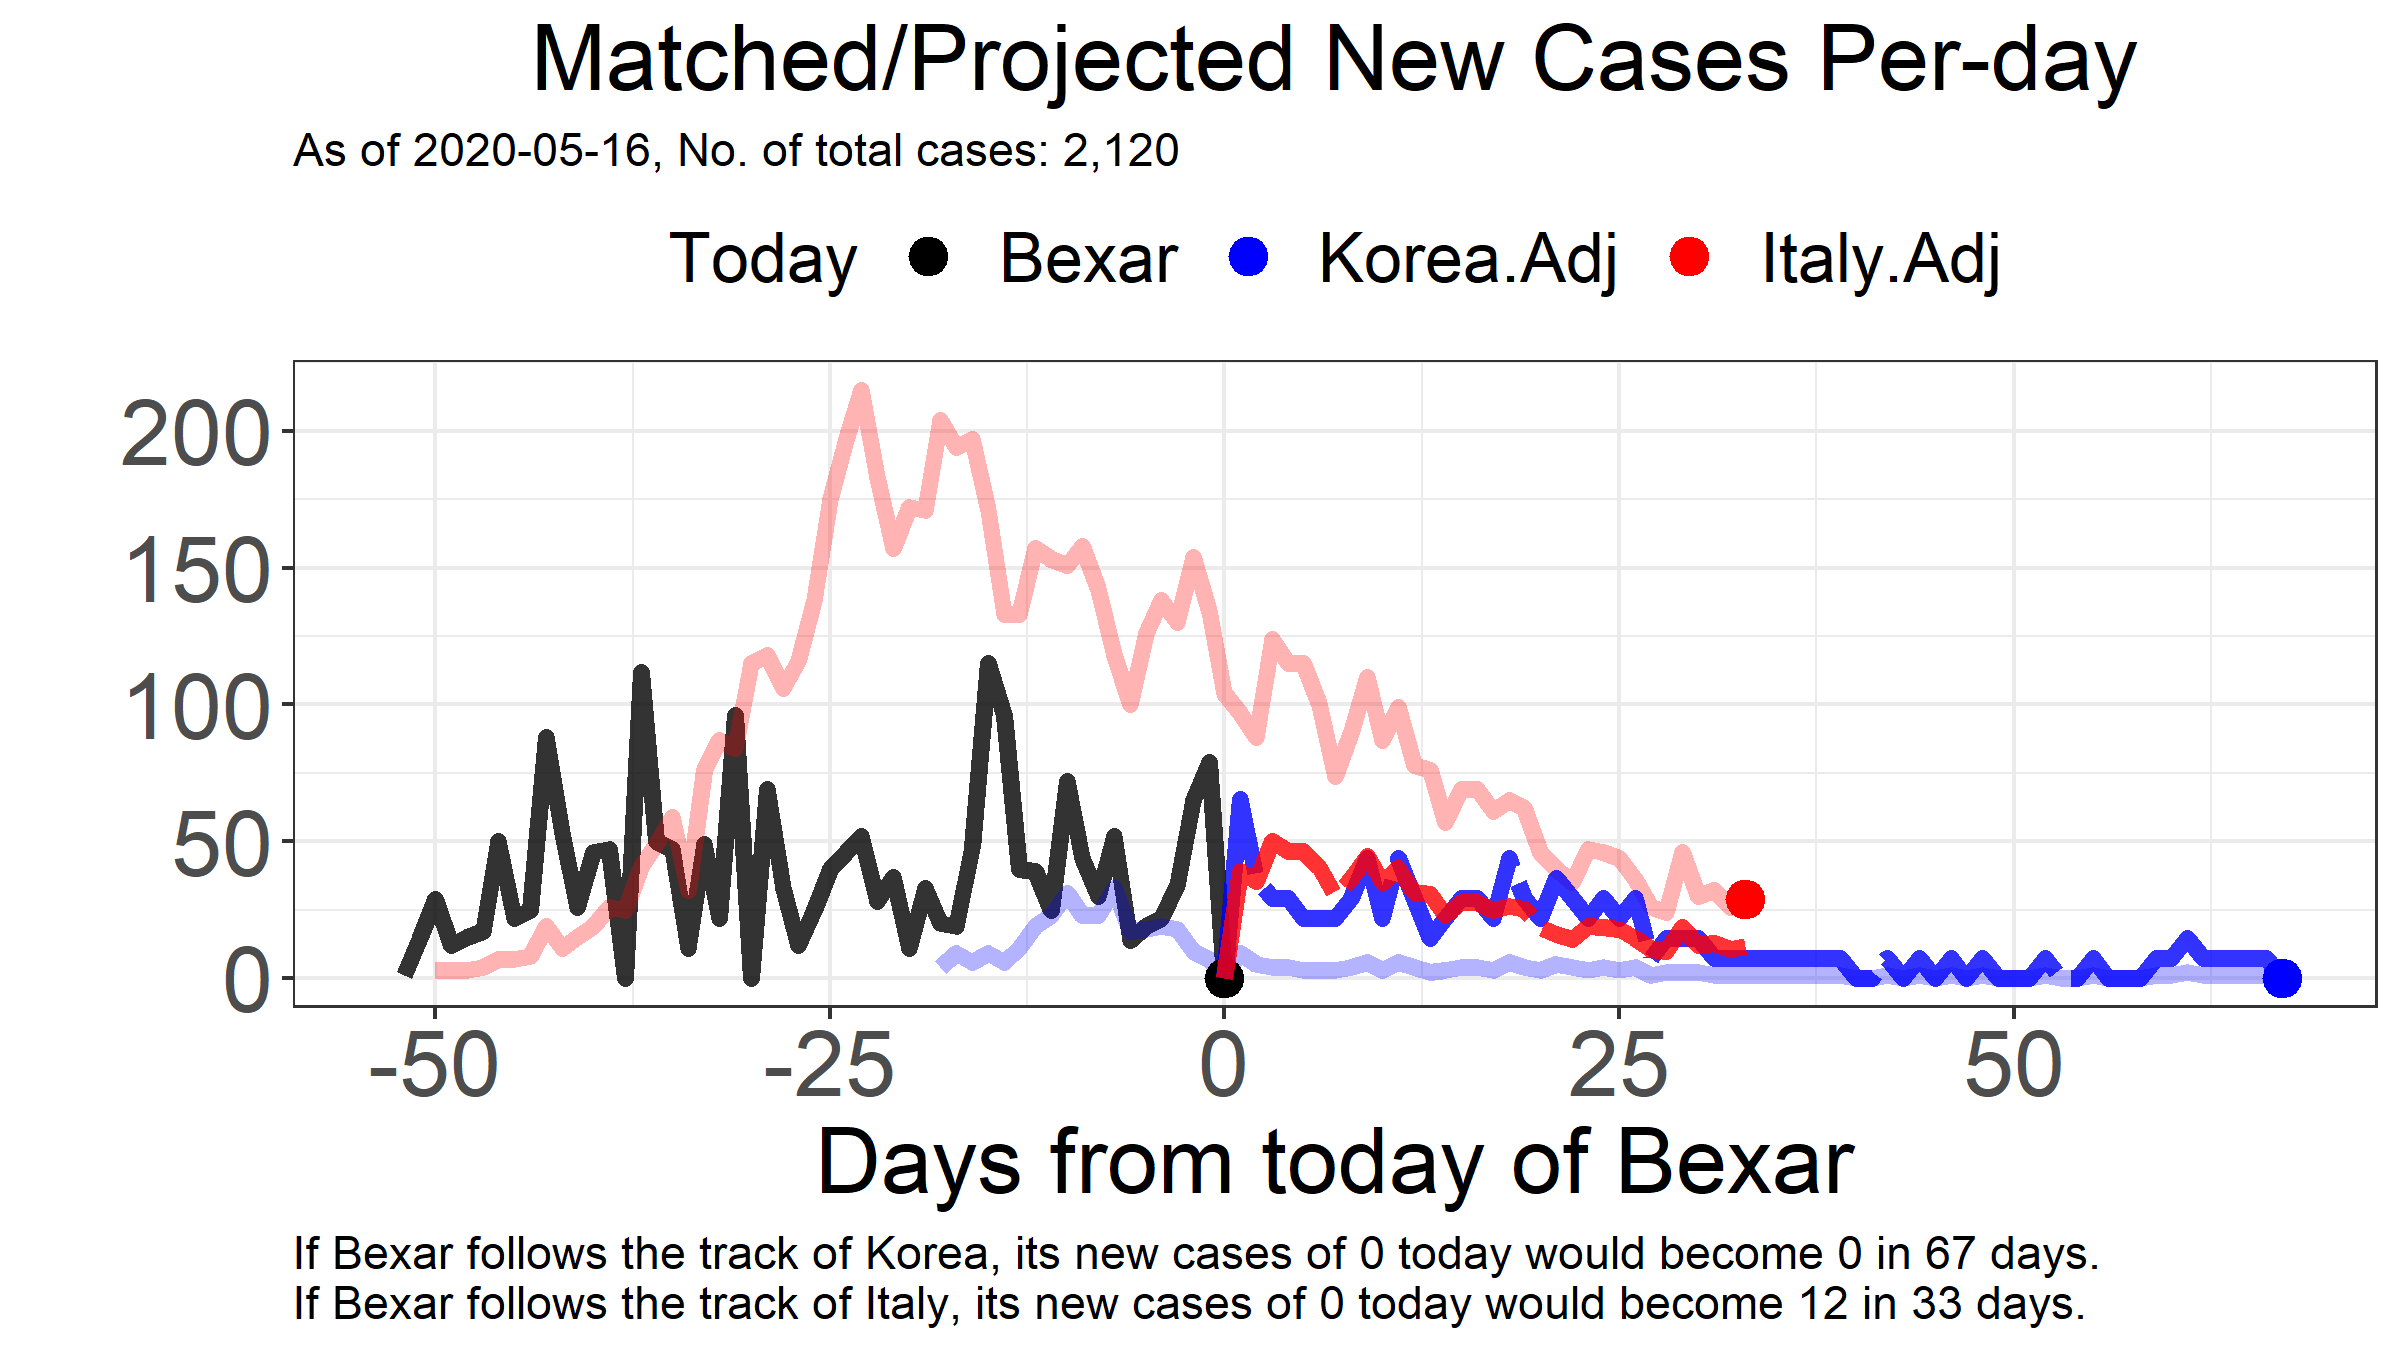 Matched/Projected New Cases Per-day
As of 2020-05-16, No. of total cases: 2,120
Today Bexar Korea.Adj Italy.Adj
200
150
100
50
0
-50 -25 0 25 50
Days from today of Bexar
If Bexar follows the track of Korea, its new cases of 0 today would become 0 in 67 days.
If Bexar follows the track of Italy, its new cases of 0 today would become 12 in 33 days.